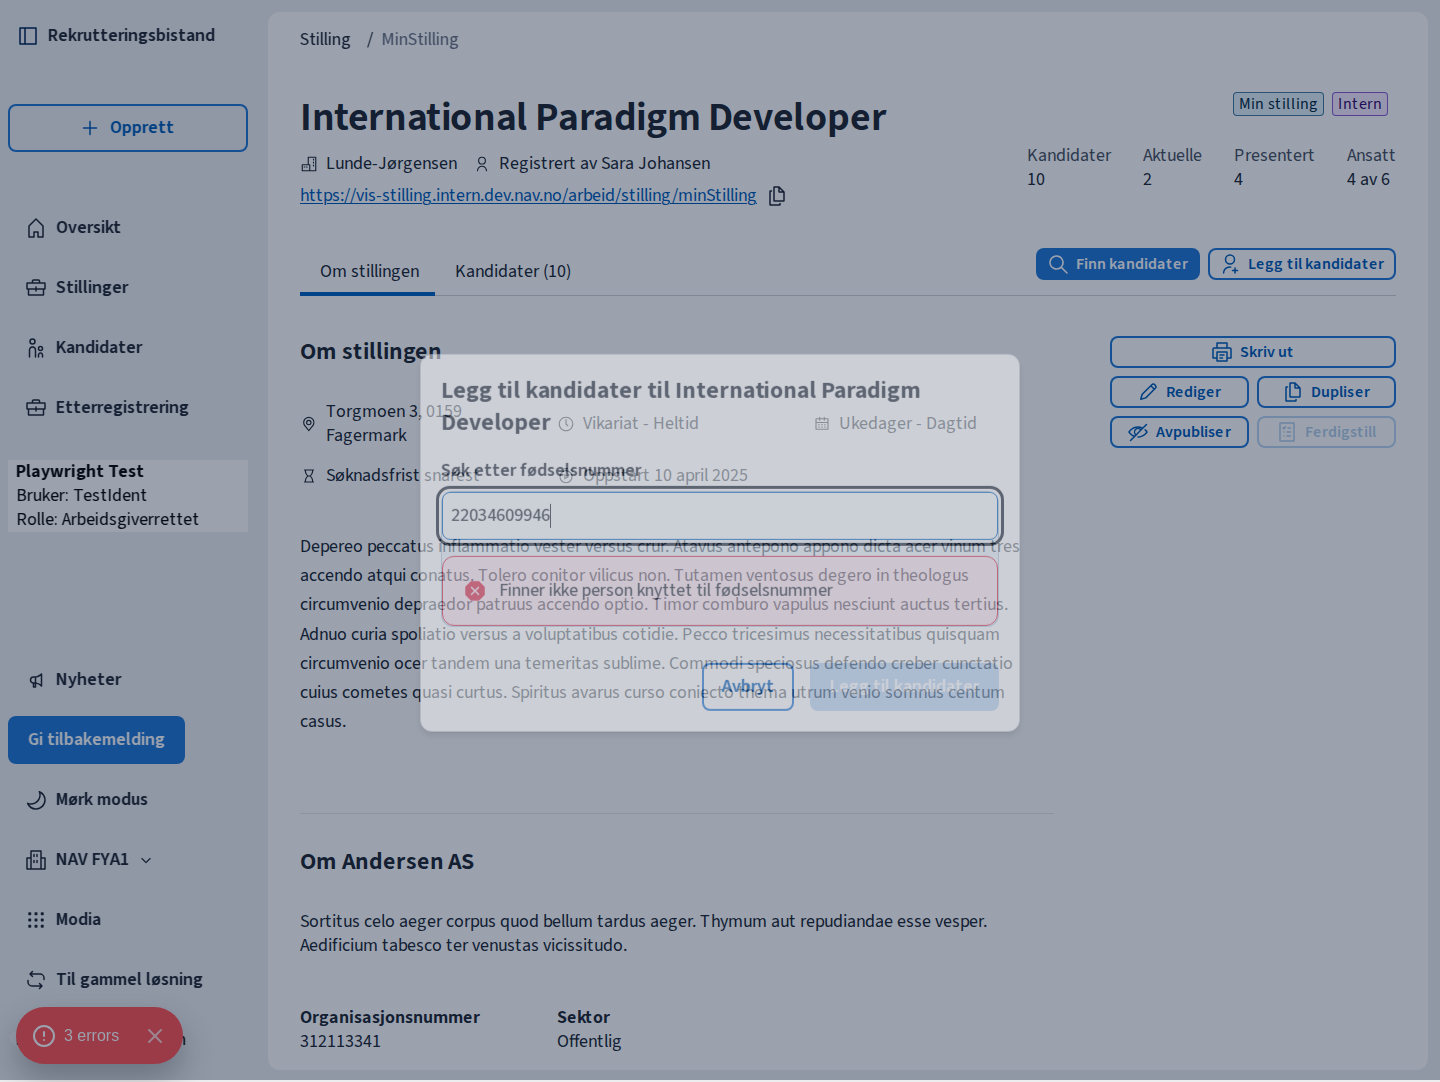 Rekrutteringsbistand
Opprett
Oversikt
Stillinger
Kandidater
Etterregistrering
Playwright Test
Bruker: TestIdent
Rolle: Arbeidsgiverrettet
Nyheter
Gi tilbakemelding
Mørk modus
NAV FYA1
Modia
Til gammel løsning
3 errors
Stilling / MinStilling
International Paradigm Developer
Min stilling
Intern
Lunde-Jørgensen
Registrert av Sara Johansen
https://vis-stilling.intern.dev.nav.no/arbeid/stilling/minStilling
Kandidater
10
Aktuelle
2
Presentert
4
Ansatt
4 av 6
Om stillingen
Kandidater (10)
Finn kandidater
Legg til kandidater
Om stillingen
Torgmoen 3, 0159
Fagermark
Vikariat - Heltid
Ukedager - Dagtid
Søknadsfrist snarest
Oppstart 10 april 2025
Skriv ut
Rediger
Dupliser
Avpubliser
Ferdigstill
Depereo peccatus inflammatio vester versus crur. Atavus antepono appono dicta acer vinum tres
accendo atqui conatus. Tolero conitor vilicus non. Tutamen ventosus degero in theologus
circumvenio depraedor patruus accendo optio. Timor comburo vapulus nesciunt auctus tertius.
Adnuo curia spoliatio versus a voluptatibus cotidie. Pecco tricesimus necessitatibus quisquam
circumvenio ocer tandem una temeritas sublime. Commodi speciosus defendo creber cunctatio
cuius cometes quasi curtus. Spiritus avarus curso coniecto thema utrum venio somnus centum
casus.
Legg til kandidater til International Paradigm
Developer
Søk etter fødselsnummer
22034609946
Finner ikke person knyttet til fødselsnummer
Avbryt
Legg til kandidater
Om Andersen AS
Sortitus celo aeger corpus quod bellum tardus aeger. Thymum aut repudiandae esse vesper.
Aedificium tabesco ter venustas vicissitudo.
Organisasjonsnummer
312113341
Sektor
Offentlig